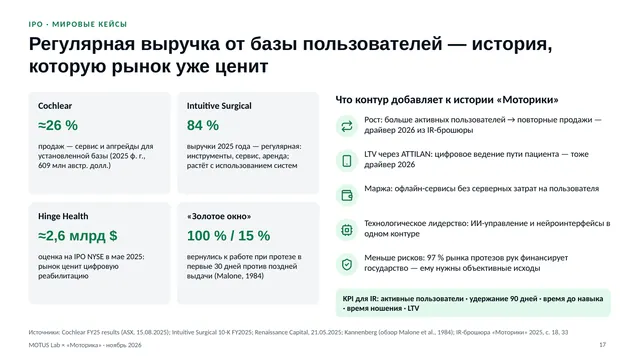 IPO · МИРОВЫЕ КЕЙСЫ
Регулярная выручка от базы пользователей — история,
которую рынок уже ценит
Cochlear
≈26 %
продаж — сервис и апгрейды для
установленной базы (2025 ф. г.,
609 млн австр. долл.)
Intuitive Surgical
84 %
выручки 2025 года — регулярная:
инструменты, сервис, аренда;
растёт с использованием систем
Hinge Health
≈2,6 млрд $
оценка на IPO NYSE в мае 2025:
рынок ценит цифровую
реабилитацию
«Золотое окно»
100 % / 15 %
вернулись к работе при протезе в
первые 30 дней против поздней
выдачи (Malone, 1984)
Что контур добавляет к истории «Моторики»
Рост: больше активных пользователей → повторные продажи —
драйвер 2026 из IR-брошюры
LTV через ATTILAN: цифровое ведение пути пациента — тоже
драйвер 2026
Маржа: офлайн-сервисы без серверных затрат на пользователя
Технологическое лидерство: ИИ-управление и нейроинтерфейсы в
одном контуре
Меньше рисков: 97 % рынка протезов рук финансирует
государство — ему нужны объективные исходы
KPI для IR: активные пользователи · удержание 90 дней · время до навыка
· время ношения · LTV
Источники: Cochlear FY25 results (ASX, 15.08.2025); Intuitive Surgical 10-K FY2025; Renaissance Capital, 21.05.2025; Kannenberg (обзор Malone et al., 1984); IR-брошюра «Моторики» 2025, с. 18, 33
MOTUS Lab × «Моторика» · ноябрь 2026
17